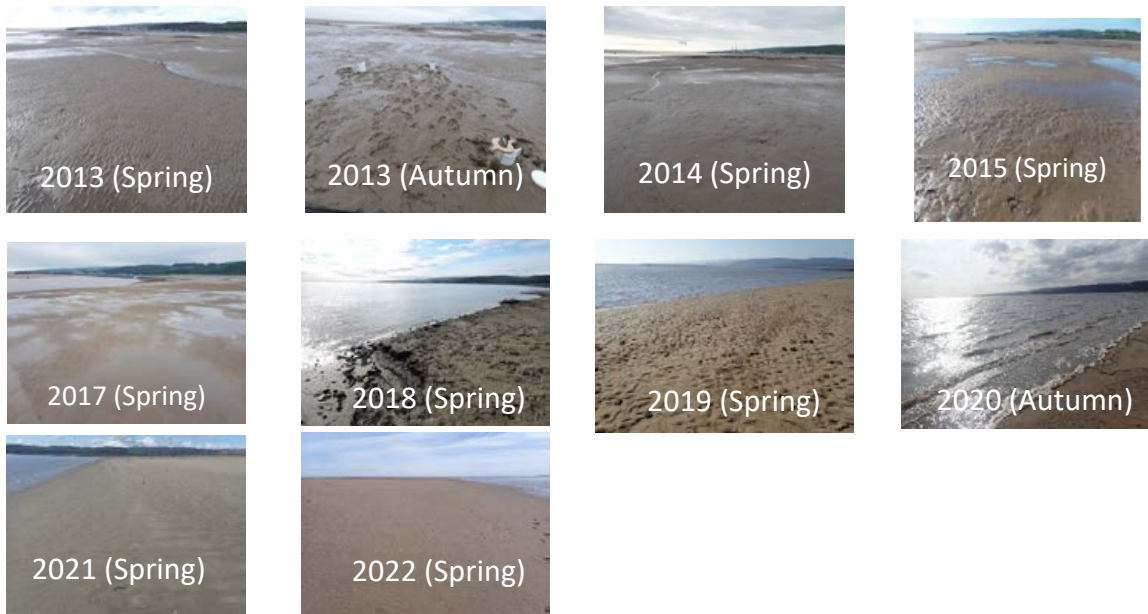 2013 (Spring)
2013 (Autumn)
2014 (Spring)
2015 (Spring)
2017 (Spring)
2018 (Spring)
2019 (Spring)
2020 (Autumn)
2021 (Spring)
2022 (Spring)